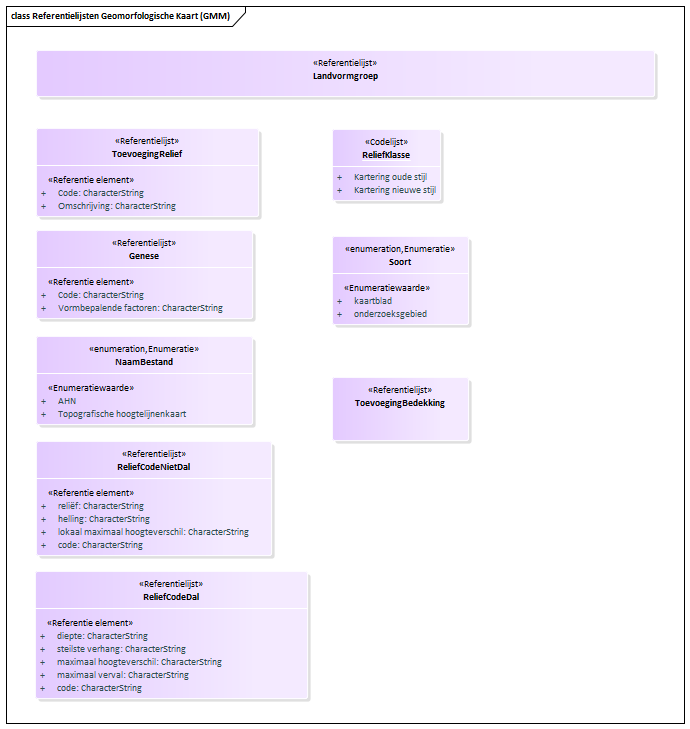 class Referentielijsten Geomorfologische Kaart (GMM)
«Referentielijst»
Landvormgroep
«Referentielijst»
ToevoegingRelief
«Referentie element»
+ Code: CharacterString
+ Omschrijving: CharacterString
«Codelijst»
ReliefKlasse
+ Kartering oude stijl
+ Kartering nieuwe stijl
«Referentielijst»
Genese
«Referentie element»
+ Code: CharacterString
+ Vormbepalende factoren: CharacterString
«enumeration,Enumeratie»
Soort
«Enumeratiewaarde»
+ kaartblad
+ onderzoeksgebied
«enumeration,Enumeratie»
NaamBestand
«Enumeratiewaarde»
+ AHN
+ Topografische hoogtelijnenkaart
«Referentielijst»
ToevoegingBedekking
«Referentielijst»
ReliefCodeNietDal
«Referentie element»
+ reliëf: CharacterString
+ helling: CharacterString
+ lokaal maximaal hoogteverschil: CharacterString
+ code: CharacterString
«Referentielijst»
ReliefCodeDal
«Referentie element»
+ diepte: CharacterString
+ steilste verhang: CharacterString
+ maximaal hoogteverschil: CharacterString
+ maximaal verval: CharacterString
+ code: CharacterString